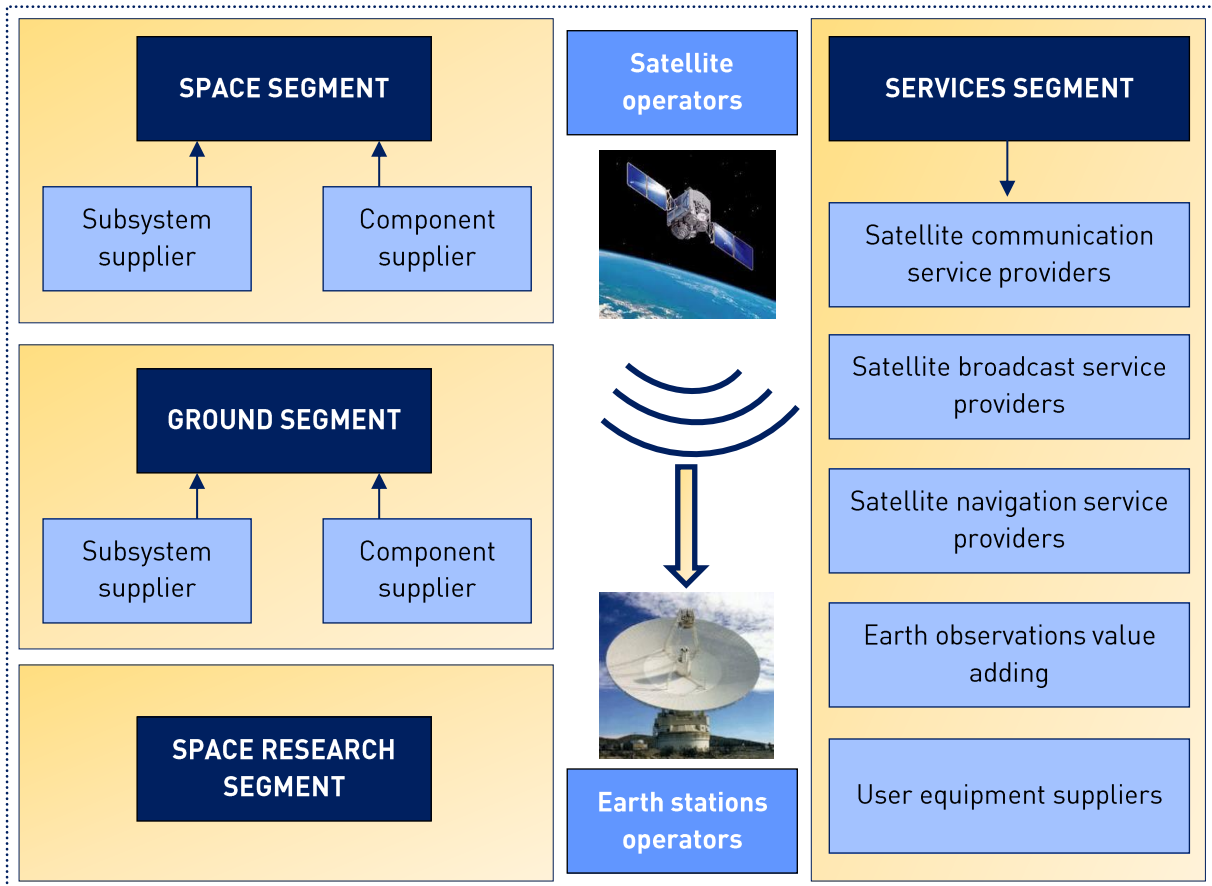 SPACE SEGMENT
Subsystem
supplier
Component
supplier
GROUND SEGMENT
Subsystem
supplier
Component
supplier
SPACE RESEARCH
SEGMENT
Satellite
operators
Earth stations
operators
SERVICES SEGMENT
Satellite communication
service providers
Satellite broadcast service
providers
Satellite navigation service
providers
Earth observations value
adding
User equipment suppliers